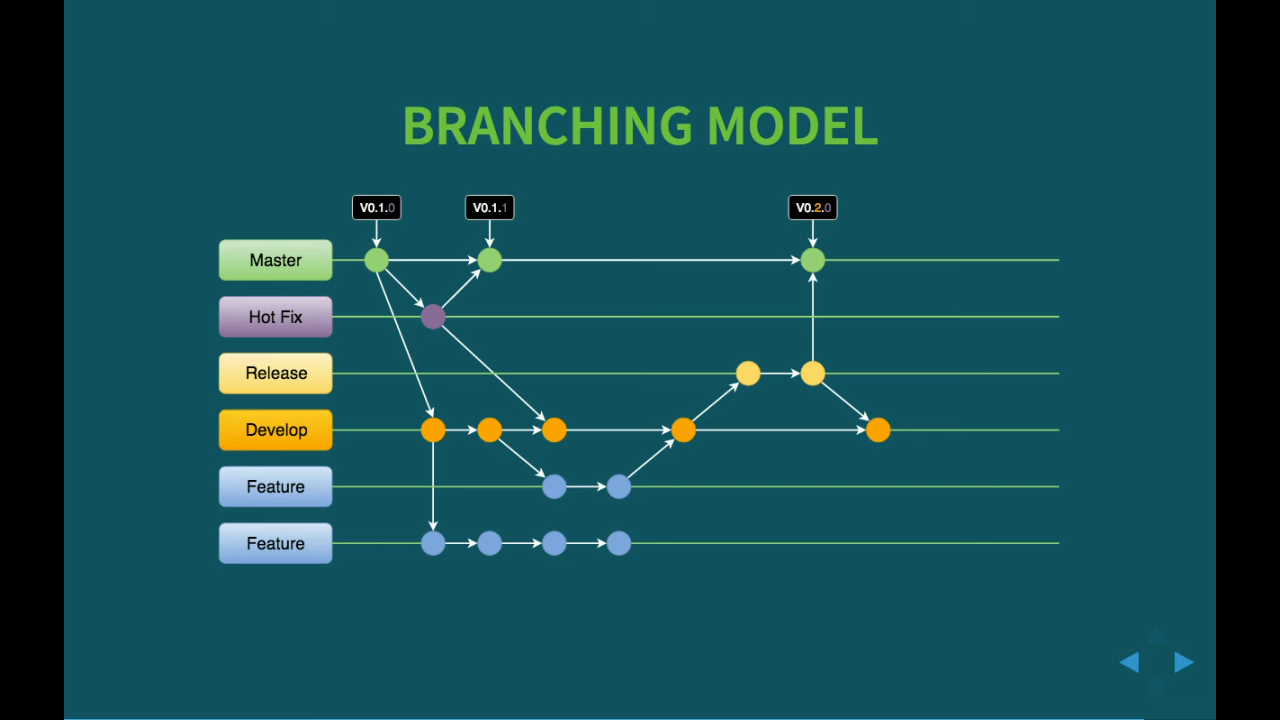 BRANCHING MODEL
V0.1.0
V0.1.1
V0.2.0
Master
Hot Fix
Release
Develop
Feature
Feature